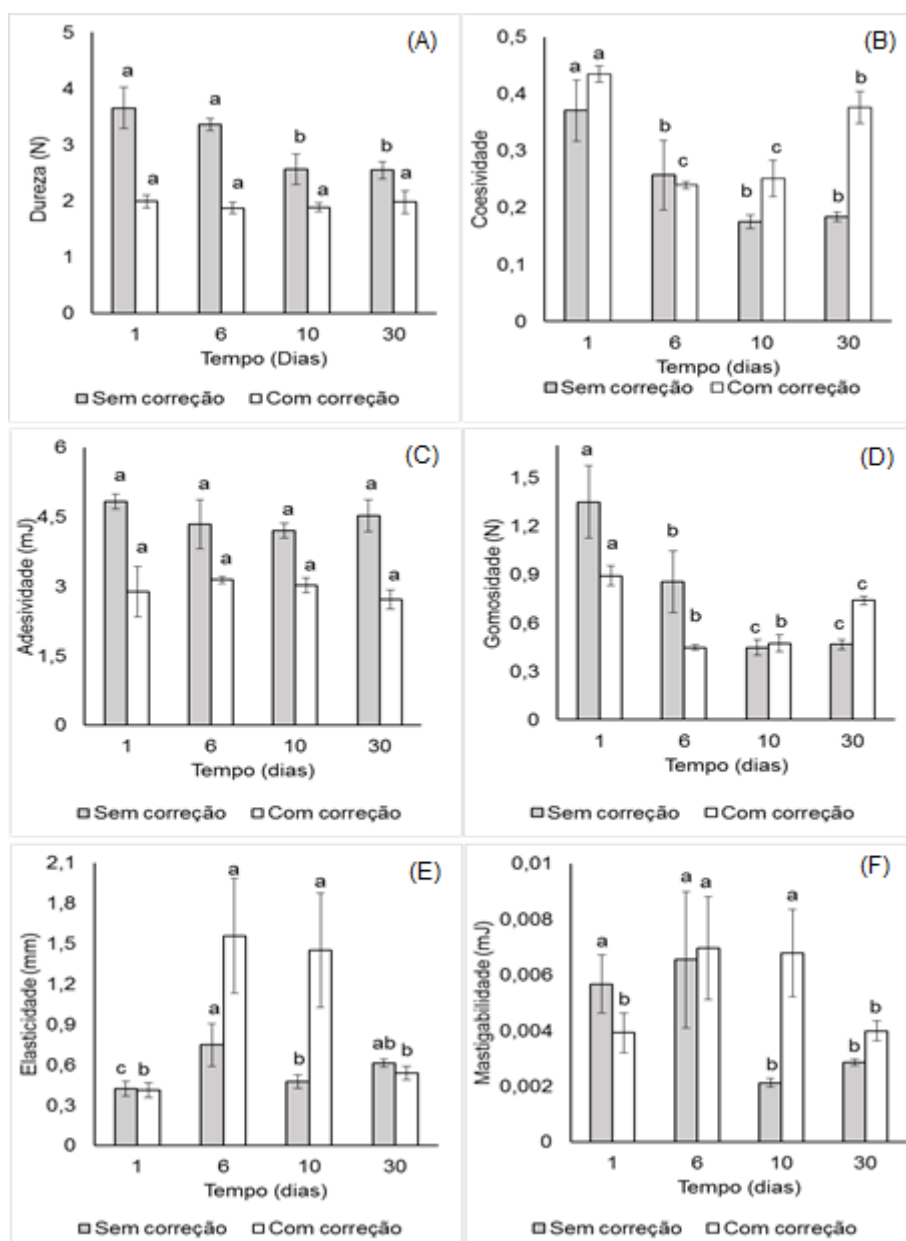 (A)
Dureza (N)
5
4
3
2
1
0
a
a
a
a
b
a
b
a
1 6 10 30
Tempo (Dias)
Sem correção Com correção
(B)
Coesividade
0,5
0,4
0,3
0,2
0,1
0
a
a
b
c
b
c
b
b
1 6 10 30
Tempo (dias)
Sem correção Com correção
(C)
Adesividade (mJ)
6
4,5
3
1,5
0
a
a
a
a
a
a
a
a
1 6 10 30
Tempo (dias)
Sem correção Com correção
(D)
Gomosidade (N)
1,5
1,2
0,9
0,6
0,3
0
a
a
b
b
c
b
c
c
1 6 10 30
Tempo (dias)
Sem correção Com correção
(E)
Elasticidade (mm)
2,1
1,8
1,5
1,2
0,9
0,6
0,3
0
c
b
a
a
b
a
ab
b
1 6 10 30
Tempo (dias)
Sem correção Com correção
(F)
Mastigabilidade (mJ)
0,01
0,008
0,006
0,004
0,002
0
a
b
a
a
b
a
b
b
1 6 10 30
Tempo (dias)
Sem correção Com correção